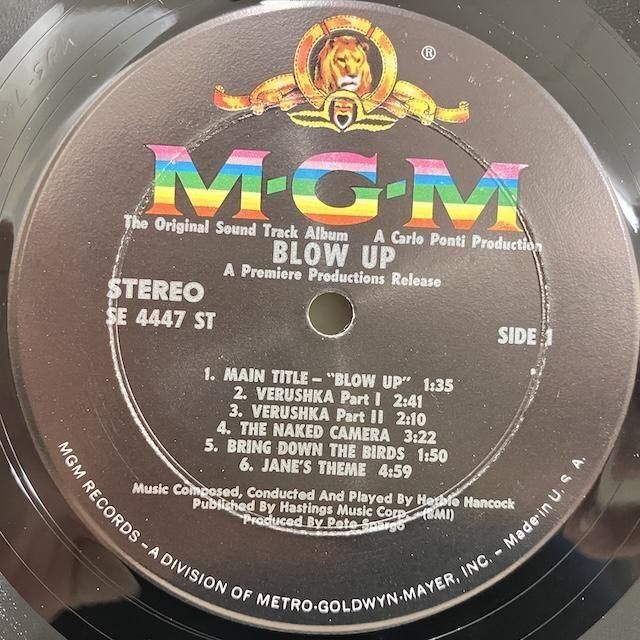 ®
M-G-M
The Original Sound Track Album A Carlo Ponti Production
BLOW UP
A Premiere Productions Release
STEREO
SE 4447 ST
SIDE 1
1. MAIN TITLE – "BLOW UP" 1:35
2. VERUSHKA Part I 2:41
3. VERUSHKA Part II 2:10
4. THE NAKED CAMERA 3:22
5. BRING DOWN THE BIRDS 1:50
6. JANE'S THEME 4:59
Music Composed, Conducted And Played By Herbie Hancock
Published By Hastings Music Corp. (BMI)
Produced By Pete Spargo
MGM RECORDS – A DIVISION OF METRO-GOLDWYN-MAYER, INC. – Made in U.S.A.